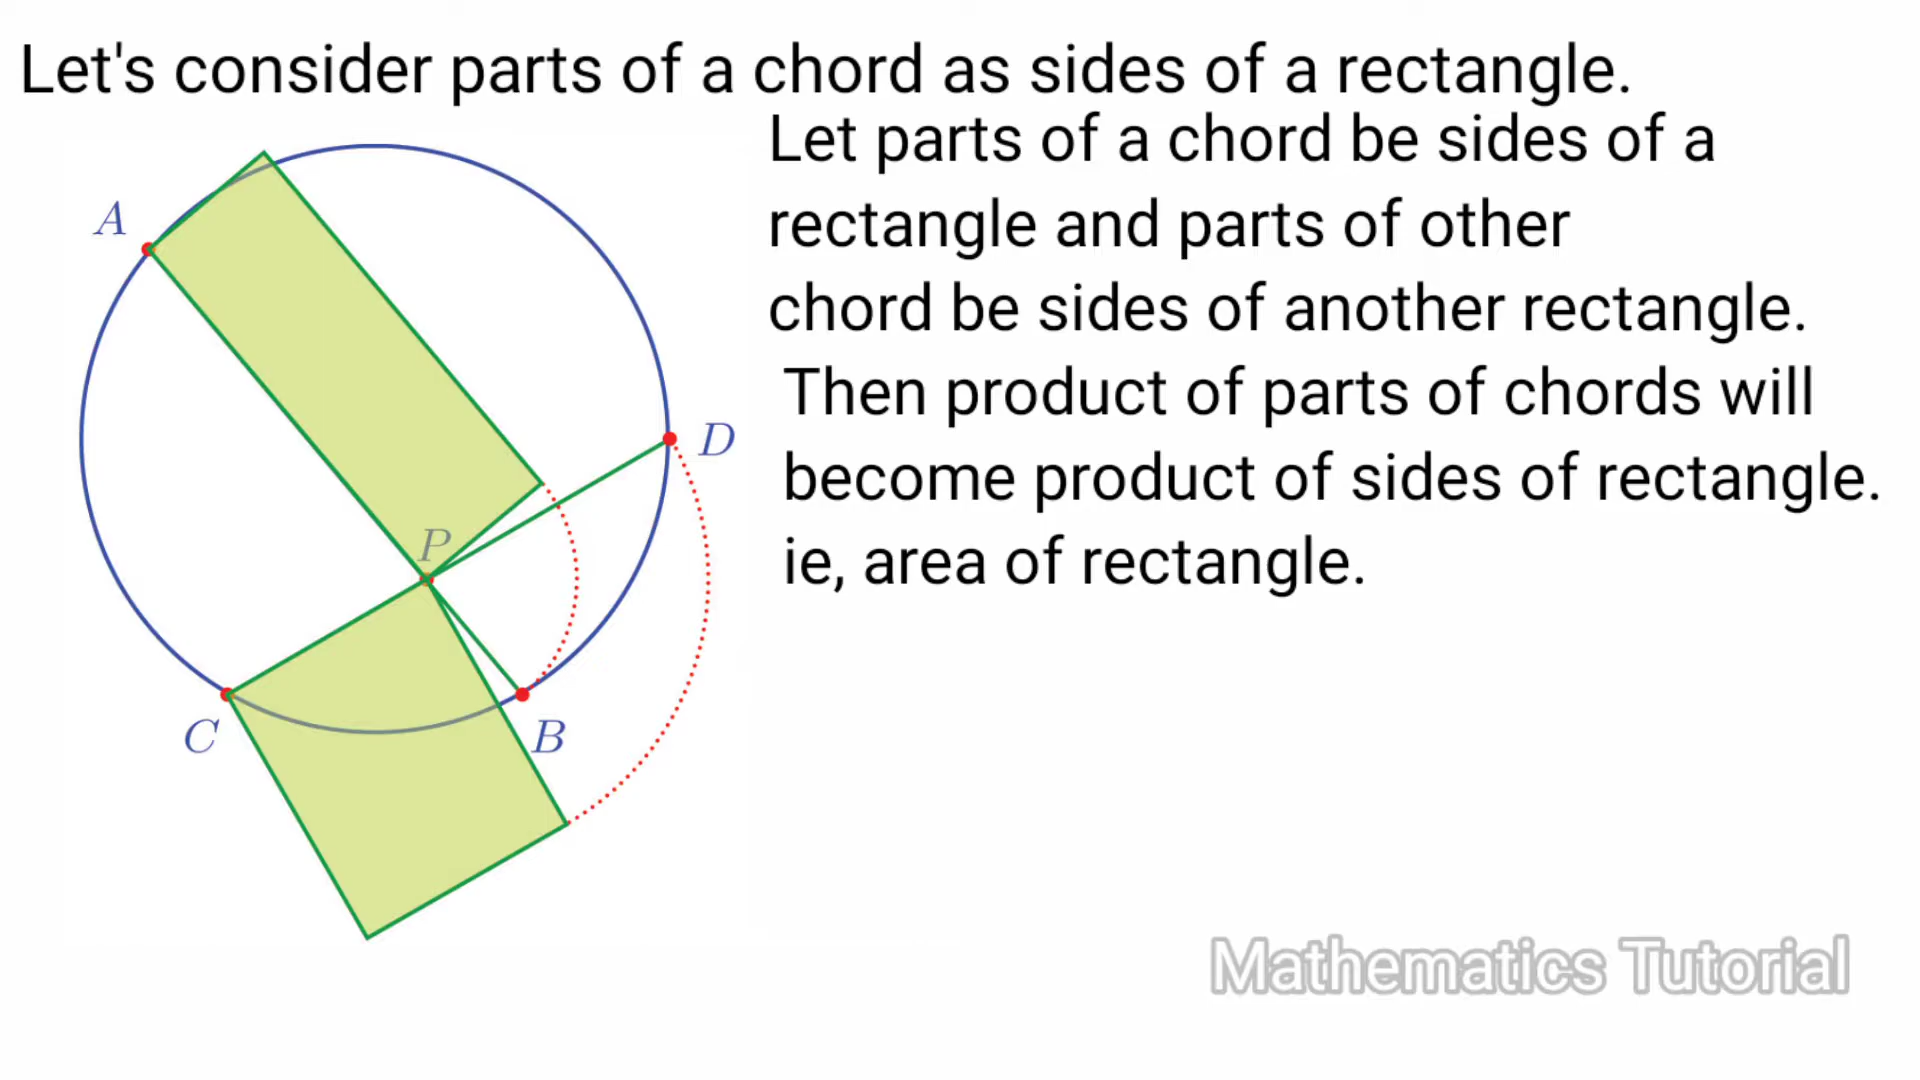 Let's consider parts of a chord as sides of a rectangle.
Let parts of a chord be sides of a
rectangle and parts of other
chord be sides of another rectangle.
Then product of parts of chords will
become product of sides of rectangle.
ie, area of rectangle.
A
D
P
C
B
Mathematics Tutorial